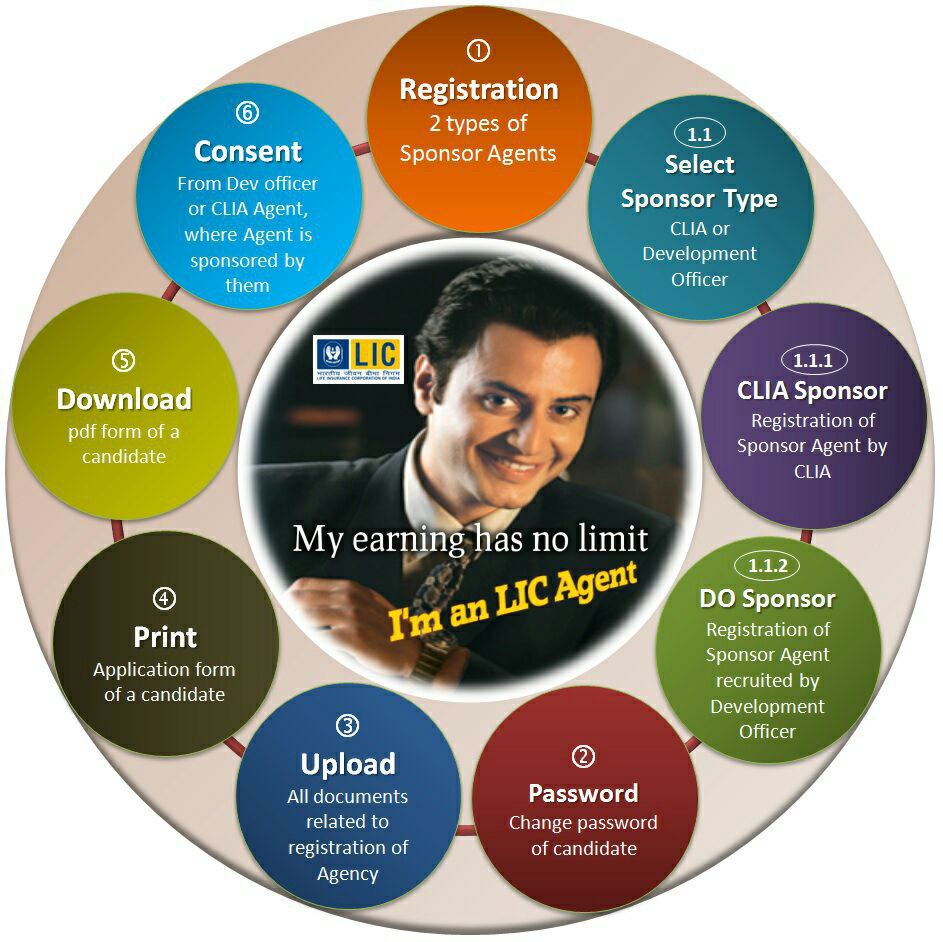 ①
Registration
2 types of
Sponsor Agents
1.1
Select
Sponsor Type
CLIA or
Development
Officer
1.1.1
CLIA Sponsor
Registration of
Sponsor Agent by
CLIA
1.1.2
DO Sponsor
Registration of
Sponsor Agent
recruited by
Development
Officer
②
Password
Change password
of candidate
③
Upload
All documents
related to
registration of
Agency
④
Print
Application form
of a candidate
⑤
Download
pdf form of a
candidate
⑥
Consent
From Dev officer
or CLIA Agent,
where Agent is
sponsored by
them
LIC
भारतीय जीवन बीमा निगम
LIFE INSURANCE CORPORATION OF INDIA
My earning has no limit
I'm an LIC Agent